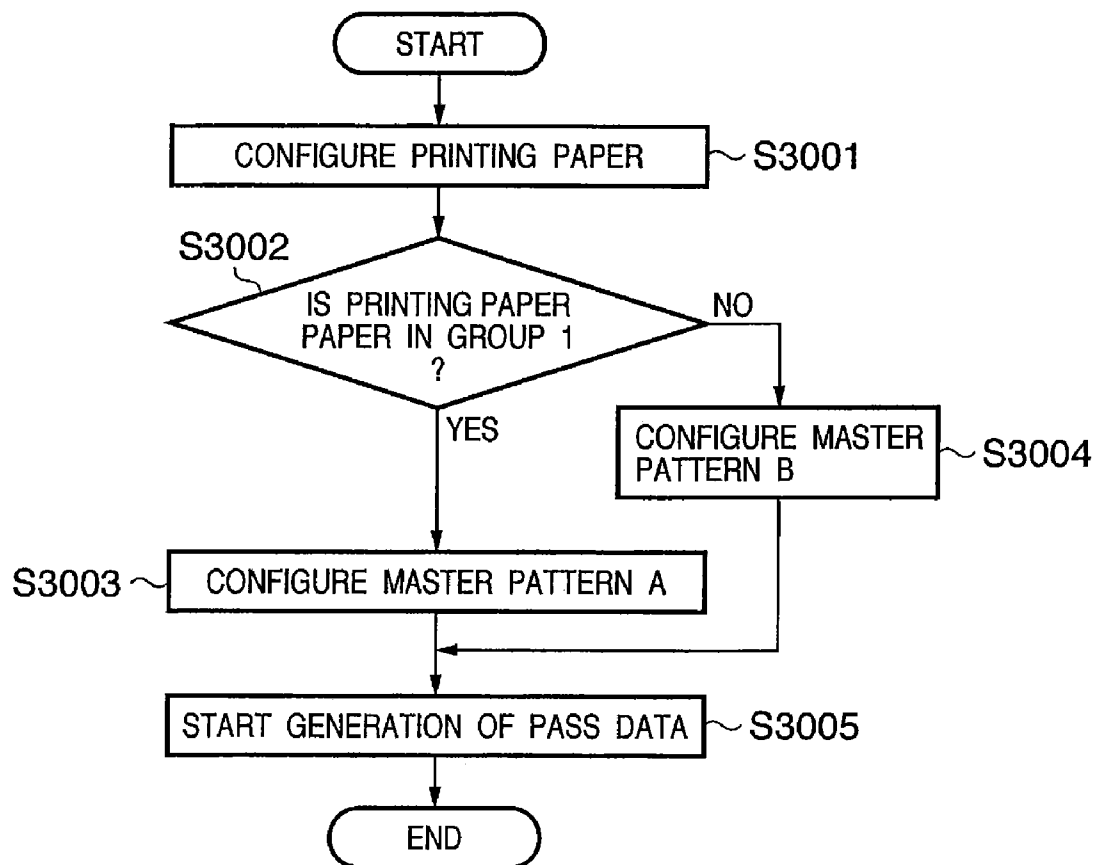 START
CONFIGURE PRINTING PAPER
S3001
S3002
IS PRINTING PAPER
PAPER IN GROUP 1
?
NO
YES
CONFIGURE MASTER
PATTERN B
S3004
S3003
CONFIGURE MASTER PATTERN A
START GENERATION OF PASS DATA
S3005
END